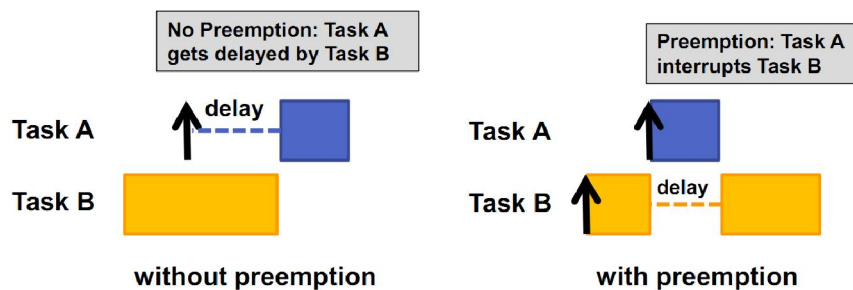 No Preemption: Task A
gets delayed by Task B
Preemption: Task A
interrupts Task B
delay
Task A
Task B
without preemption
Task A
Task B
delay
with preemption